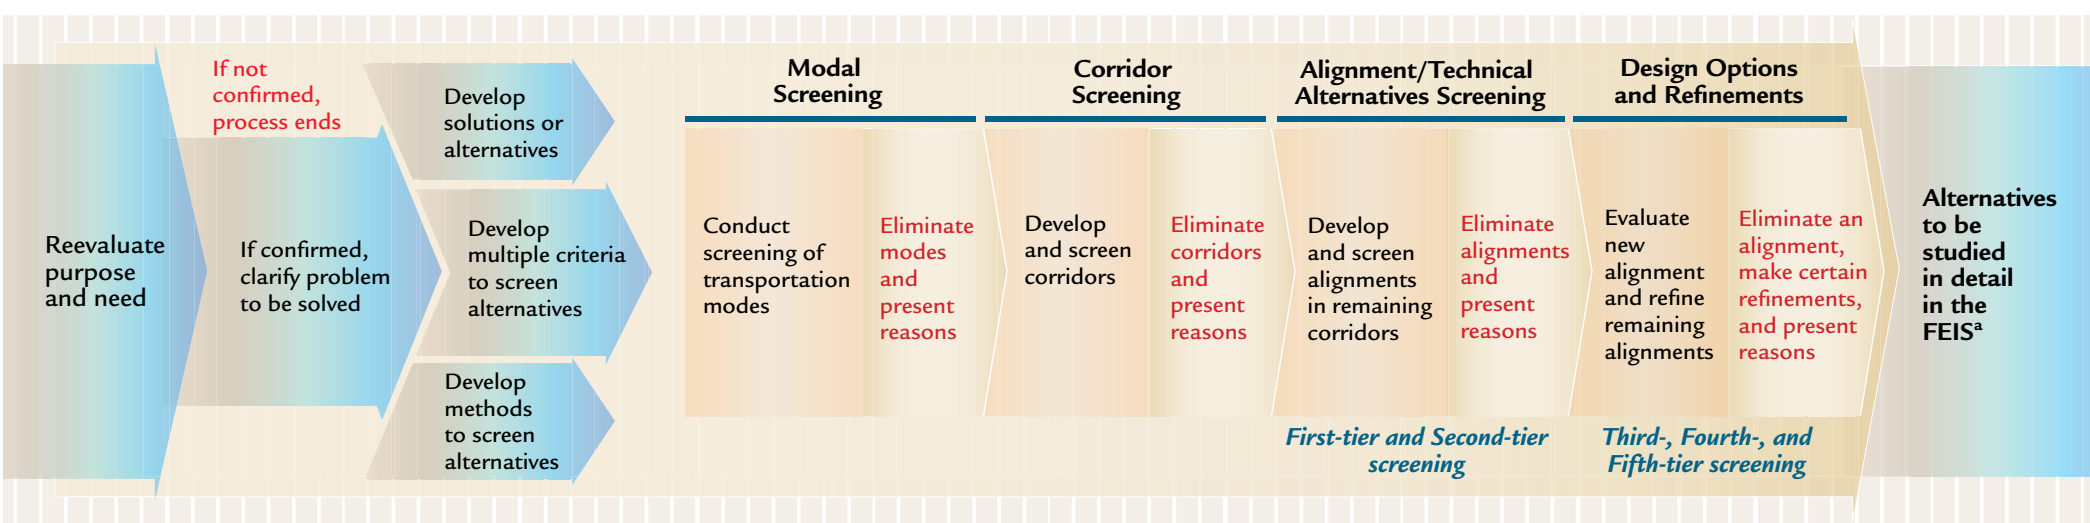 Reevaluate
purpose
and need
If not
confirmed,
process ends
If confirmed,
clarify problem
to be solved
Develop
solutions or
alternatives
Develop
multiple criteria
to screen
alternatives
Develop
methods
to screen
alternatives
Modal
Screening
Conduct
screening of
transportation
modes
Eliminate
modes
and
present
reasons
Corridor
Screening
Develop
and screen
corridors
Eliminate
corridors
and
present
reasons
Alignment/Technical
Alternatives Screening
Develop
and screen
alignments
in remaining
corridors
Eliminate
alignments
and
present
reasons
First-tier and Second-tier
screening
Design Options
and Refinements
Evaluate
new
alignment
and refine
remaining
alignments
Eliminate an
alignment,
make certain
refinements,
and present
reasons
Third-, Fourth-, and
Fifth-tier screening
Alternatives
to be
studied
in detail
in the
FEISª